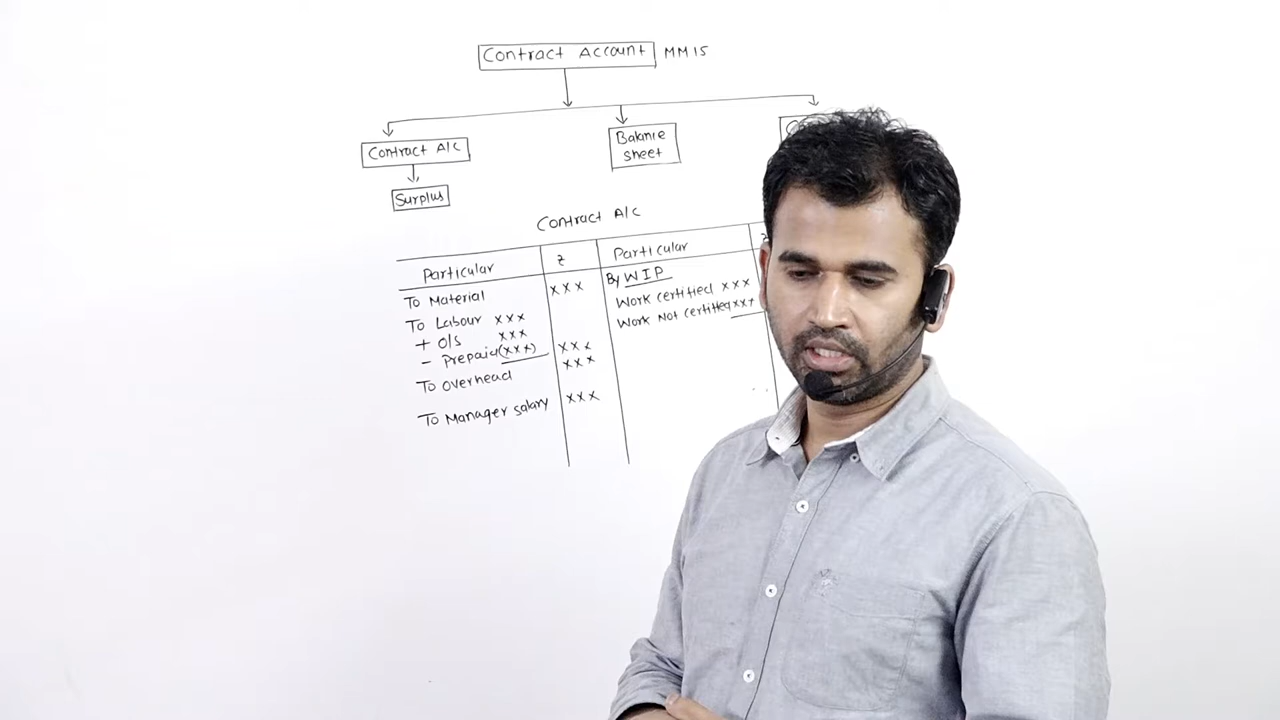 Contract Account MM15
Contract A/C
Balance
sheet
Surplus
Contract A/C
Particular
₹
Particular
To Material xxx
To Labour xxx
+ O/S xxx
- Prepaid (xxx) xxx
To overhead xxx
To Manager salary xxx
By WIP
Work certified xxx
Work Not certified xxx